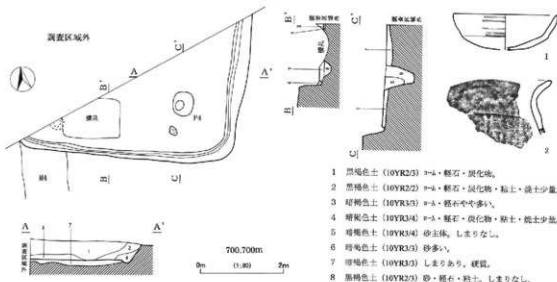 調査区域外
C'
B'
A
A'
攪乱
P4
B
C
B'
攪乱
B
C'
C
1
2
A
A'
調査区域外
700.700m
0m (1:80) 2m
1 黒褐色土 (10YR2/3) ローム・軽石・炭化物。
2 黒褐色土 (10YR2/2) ローム・軽石・炭化物・粘土・焼土少量
3 暗褐色土 (10YR3/3) ローム・軽石やや多い。
4 暗褐色土 (10YR3/4) ローム・軽石・炭化物・粘土・焼土少量
5 暗褐色土 (10YR3/4) 砂主体。しまりなし。
6 暗褐色土 (10YR3/3) 砂多い。
7 暗褐色土 (10YR3/3) しまりあり。硬質。
8 黒褐色土 (10YR2/3) 砂・軽石・粘土。しまりなし。